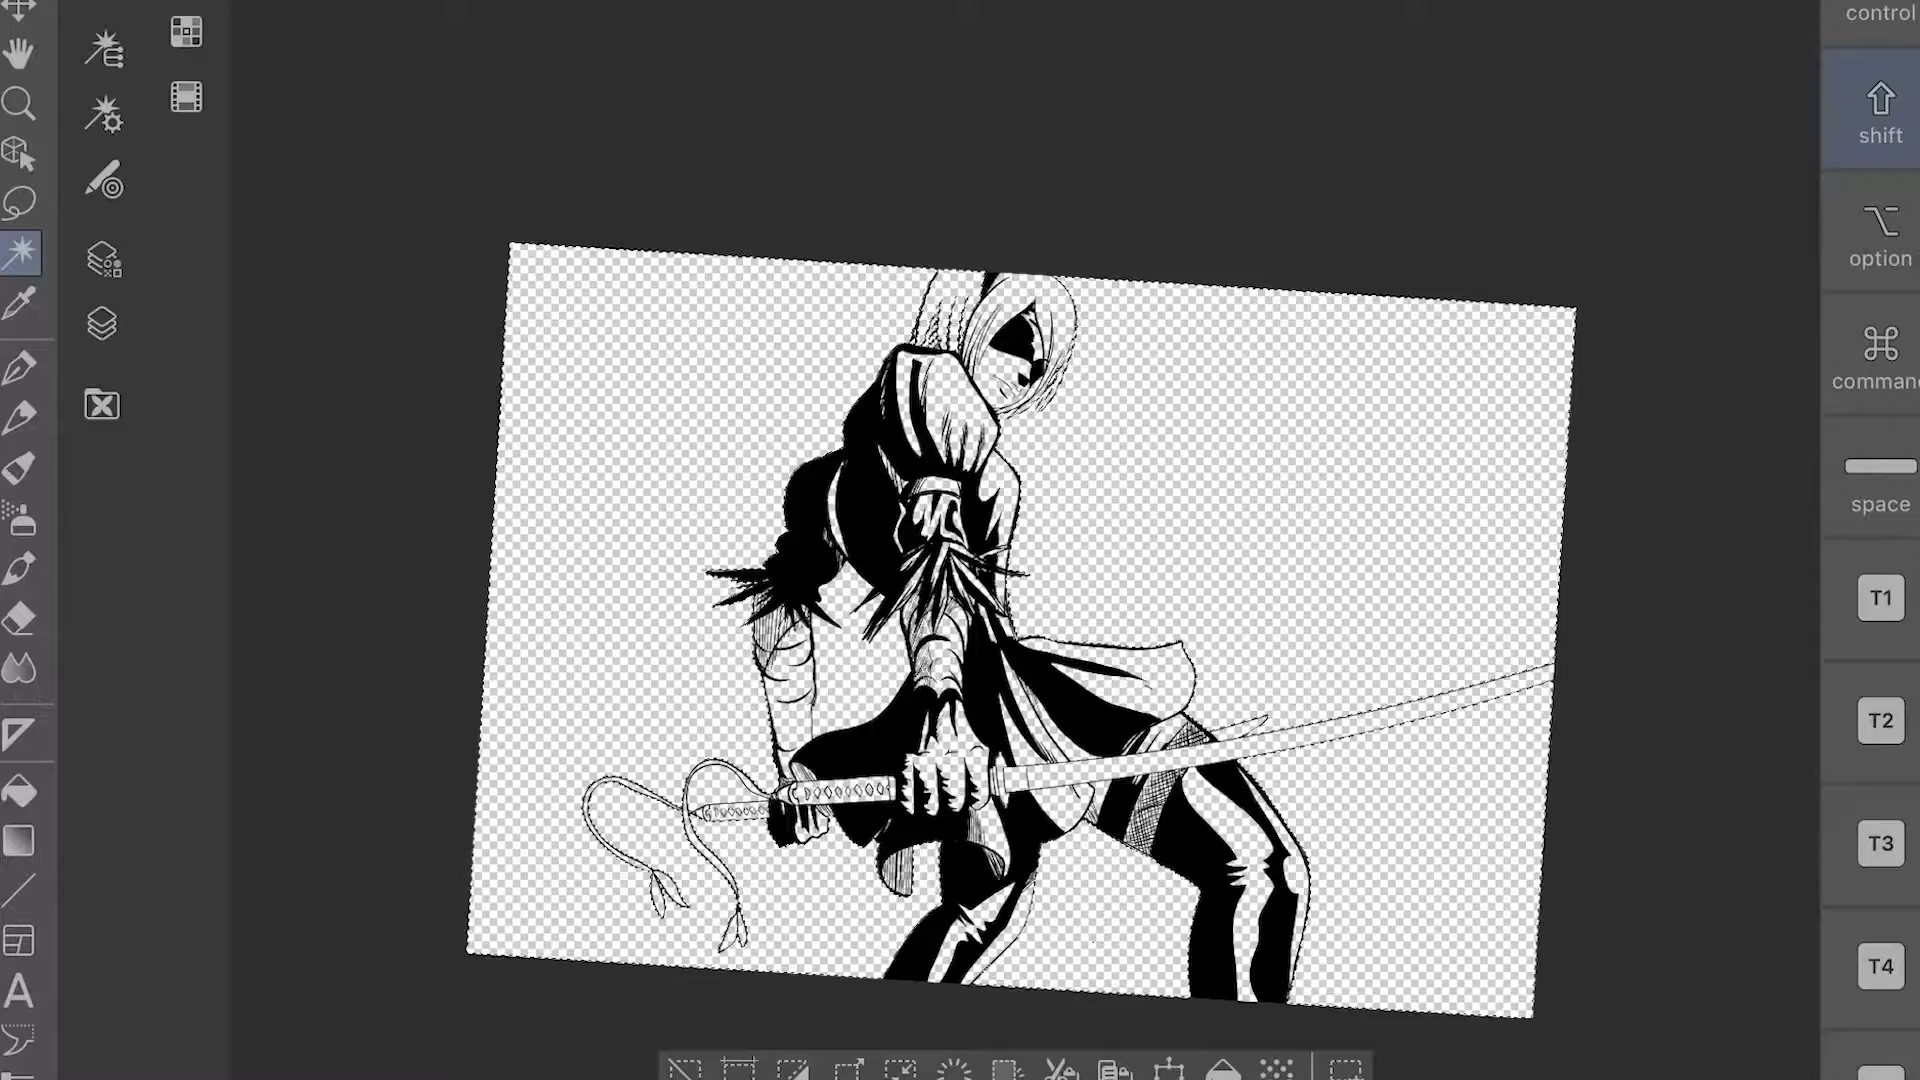 control
shift
option
comman
space
T1
T2
T3
T4
A